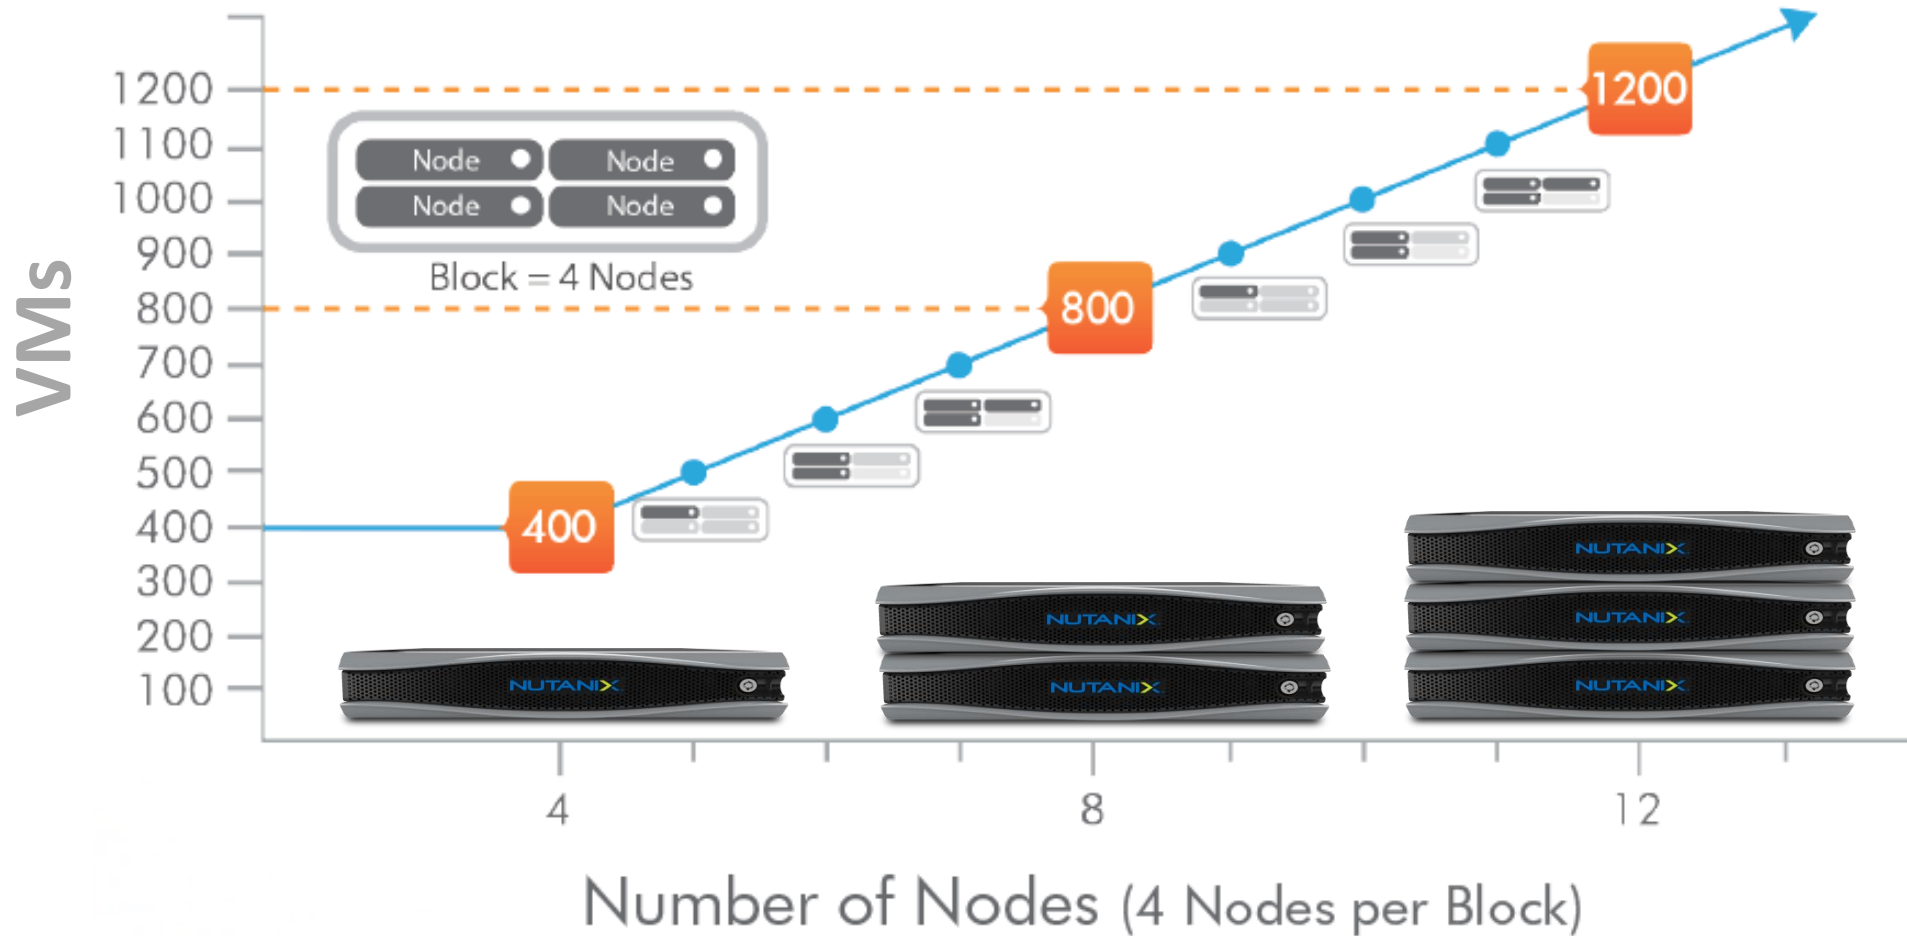 VMs
1200
1100
1000
900
800
700
600
500
400
300
200
100
Node Node
Node Node
Block = 4 Nodes
400
800
1200
NUTANIX
NUTANIX
NUTANIX
NUTANIX
NUTANIX
NUTANIX
4 8 12
Number of Nodes (4 Nodes per Block)